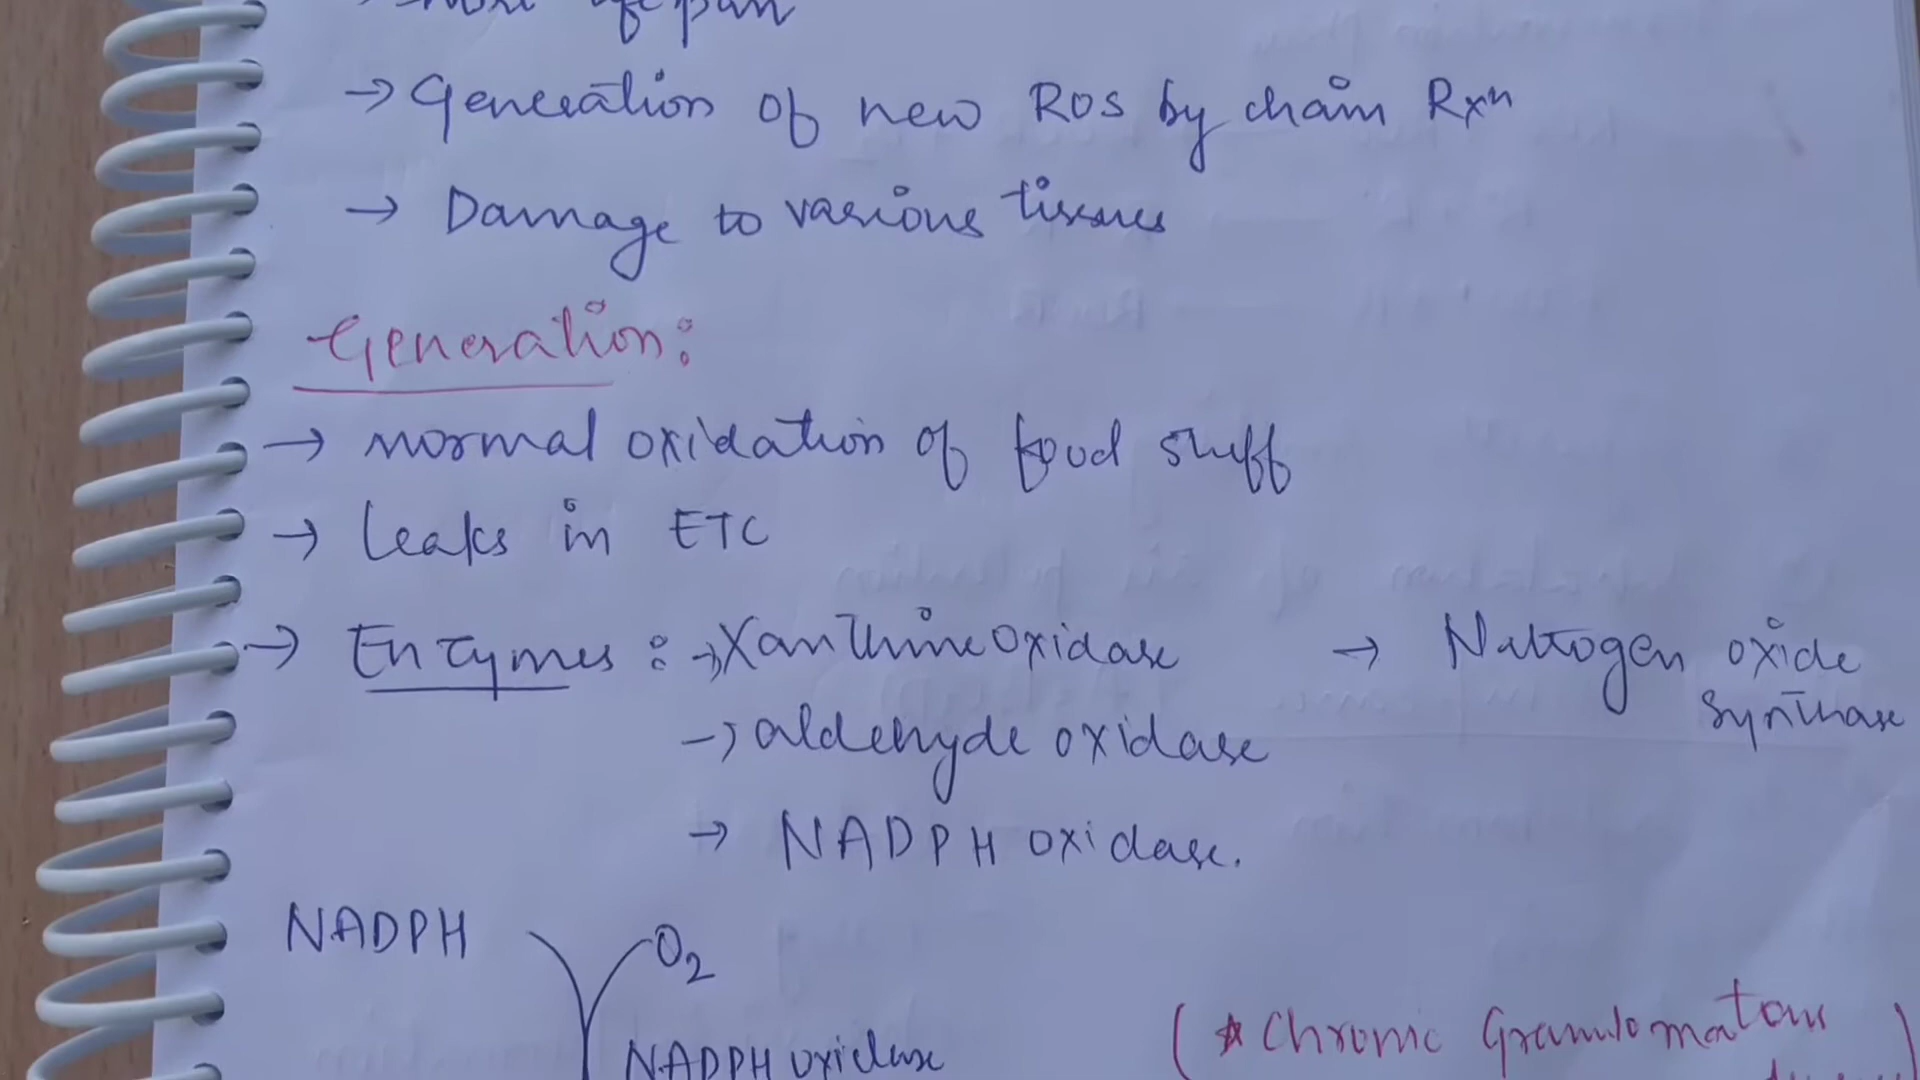 → Generation of new ROS by chain Rxn
→ Damage to various tissues
Generation:
→ normal oxidation of food stuff
→ Leaks in ETC
→ Enzymes : → Xanthine oxidase → Nitrogen oxide synthase
→ aldehyde oxidase
→ NADPH oxidase.
NADPH O2
NADPH oxidase
( * Chronic Granulomatous